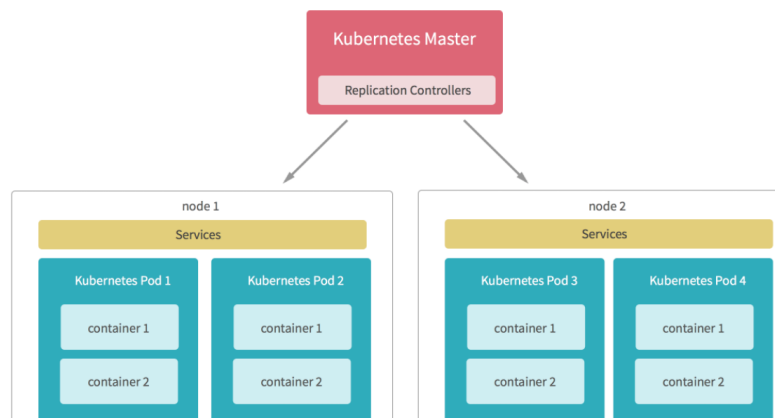 Kubernetes Master
Replication Controllers
node 1
Services
Kubernetes Pod 1
Kubernetes Pod 2
container 1
container 1
container 2
container 2
node 2
Services
Kubernetes Pod 3
Kubernetes Pod 4
container 1
container 1
container 2
container 2